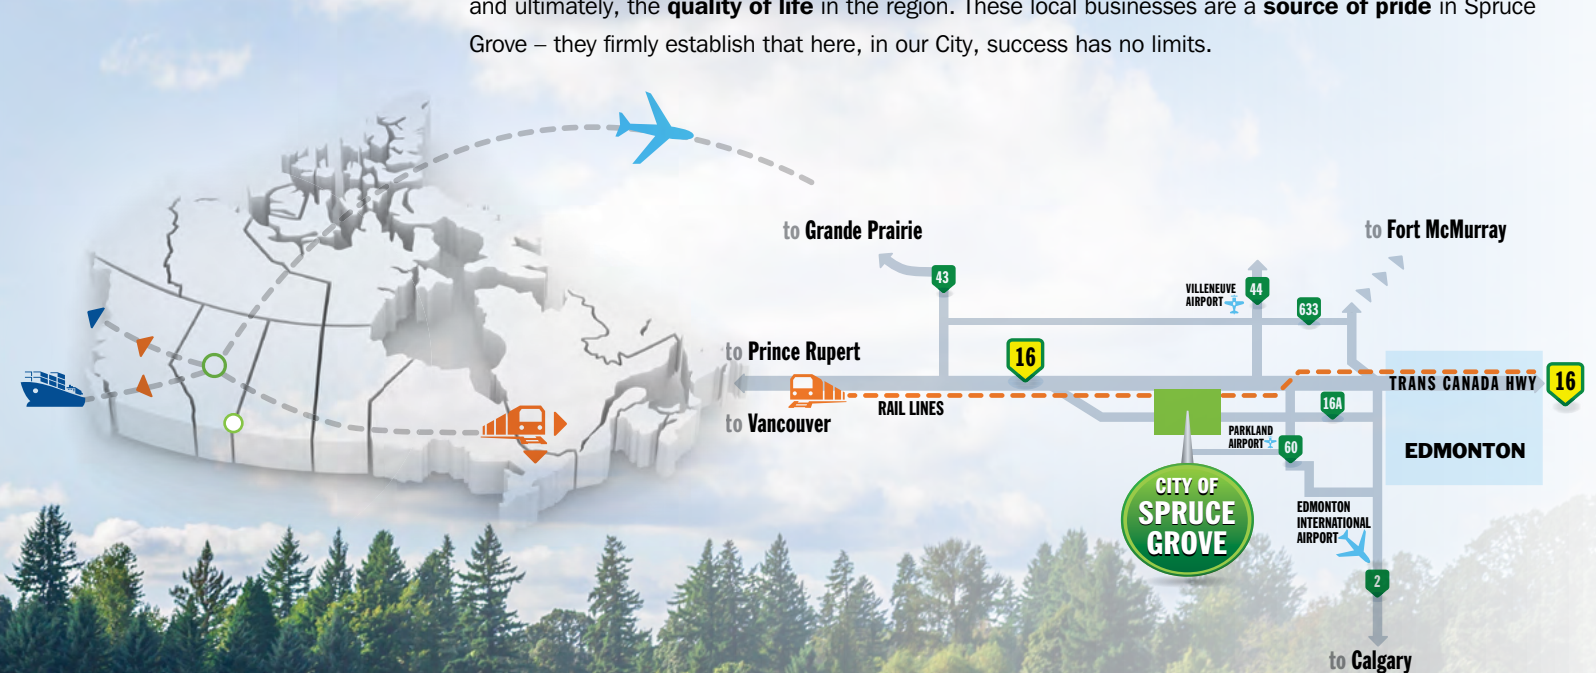 and ultimately, the quality of life in the region. These local businesses are a source of pride in Spruce
Grove – they firmly establish that here, in our City, success has no limits.
to Grande Prairie
to Fort McMurray
43
VILLENEUVE
AIRPORT
44
633
to Prince Rupert
16
TRANS CANADA HWY
16
RAIL LINES
16A
to Vancouver
PARKLAND
AIRPORT
60
EDMONTON
CITY OF
SPRUCE
GROVE
EDMONTON
INTERNATIONAL
AIRPORT
2
to Calgary